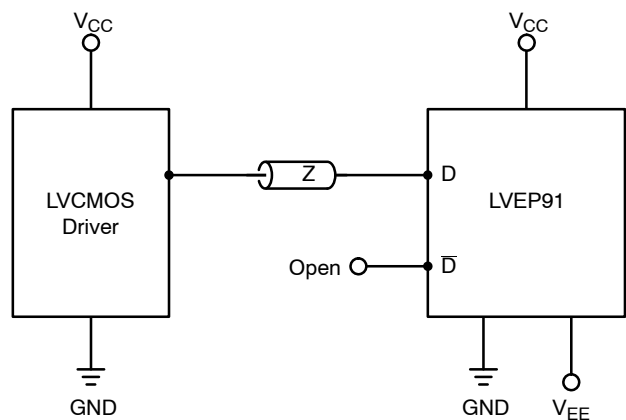 VCC
VCC
LVCMOS
Driver
Z
D
LVEP91
Open
D̅
GND
GND
VEE